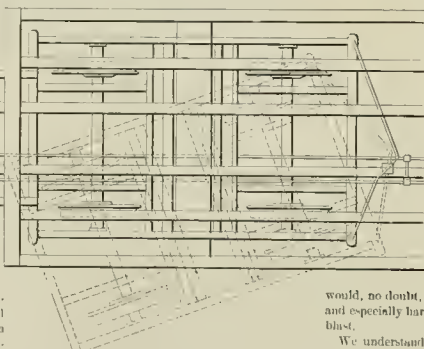 would, no doubt,
and especially har
blast.
We understand